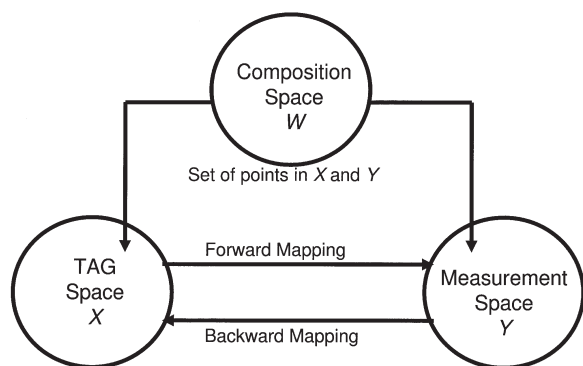 Composition
Space
W
Set of points in X and Y
TAG
Space
X
Forward Mapping
Backward Mapping
Measurement
Space
Y